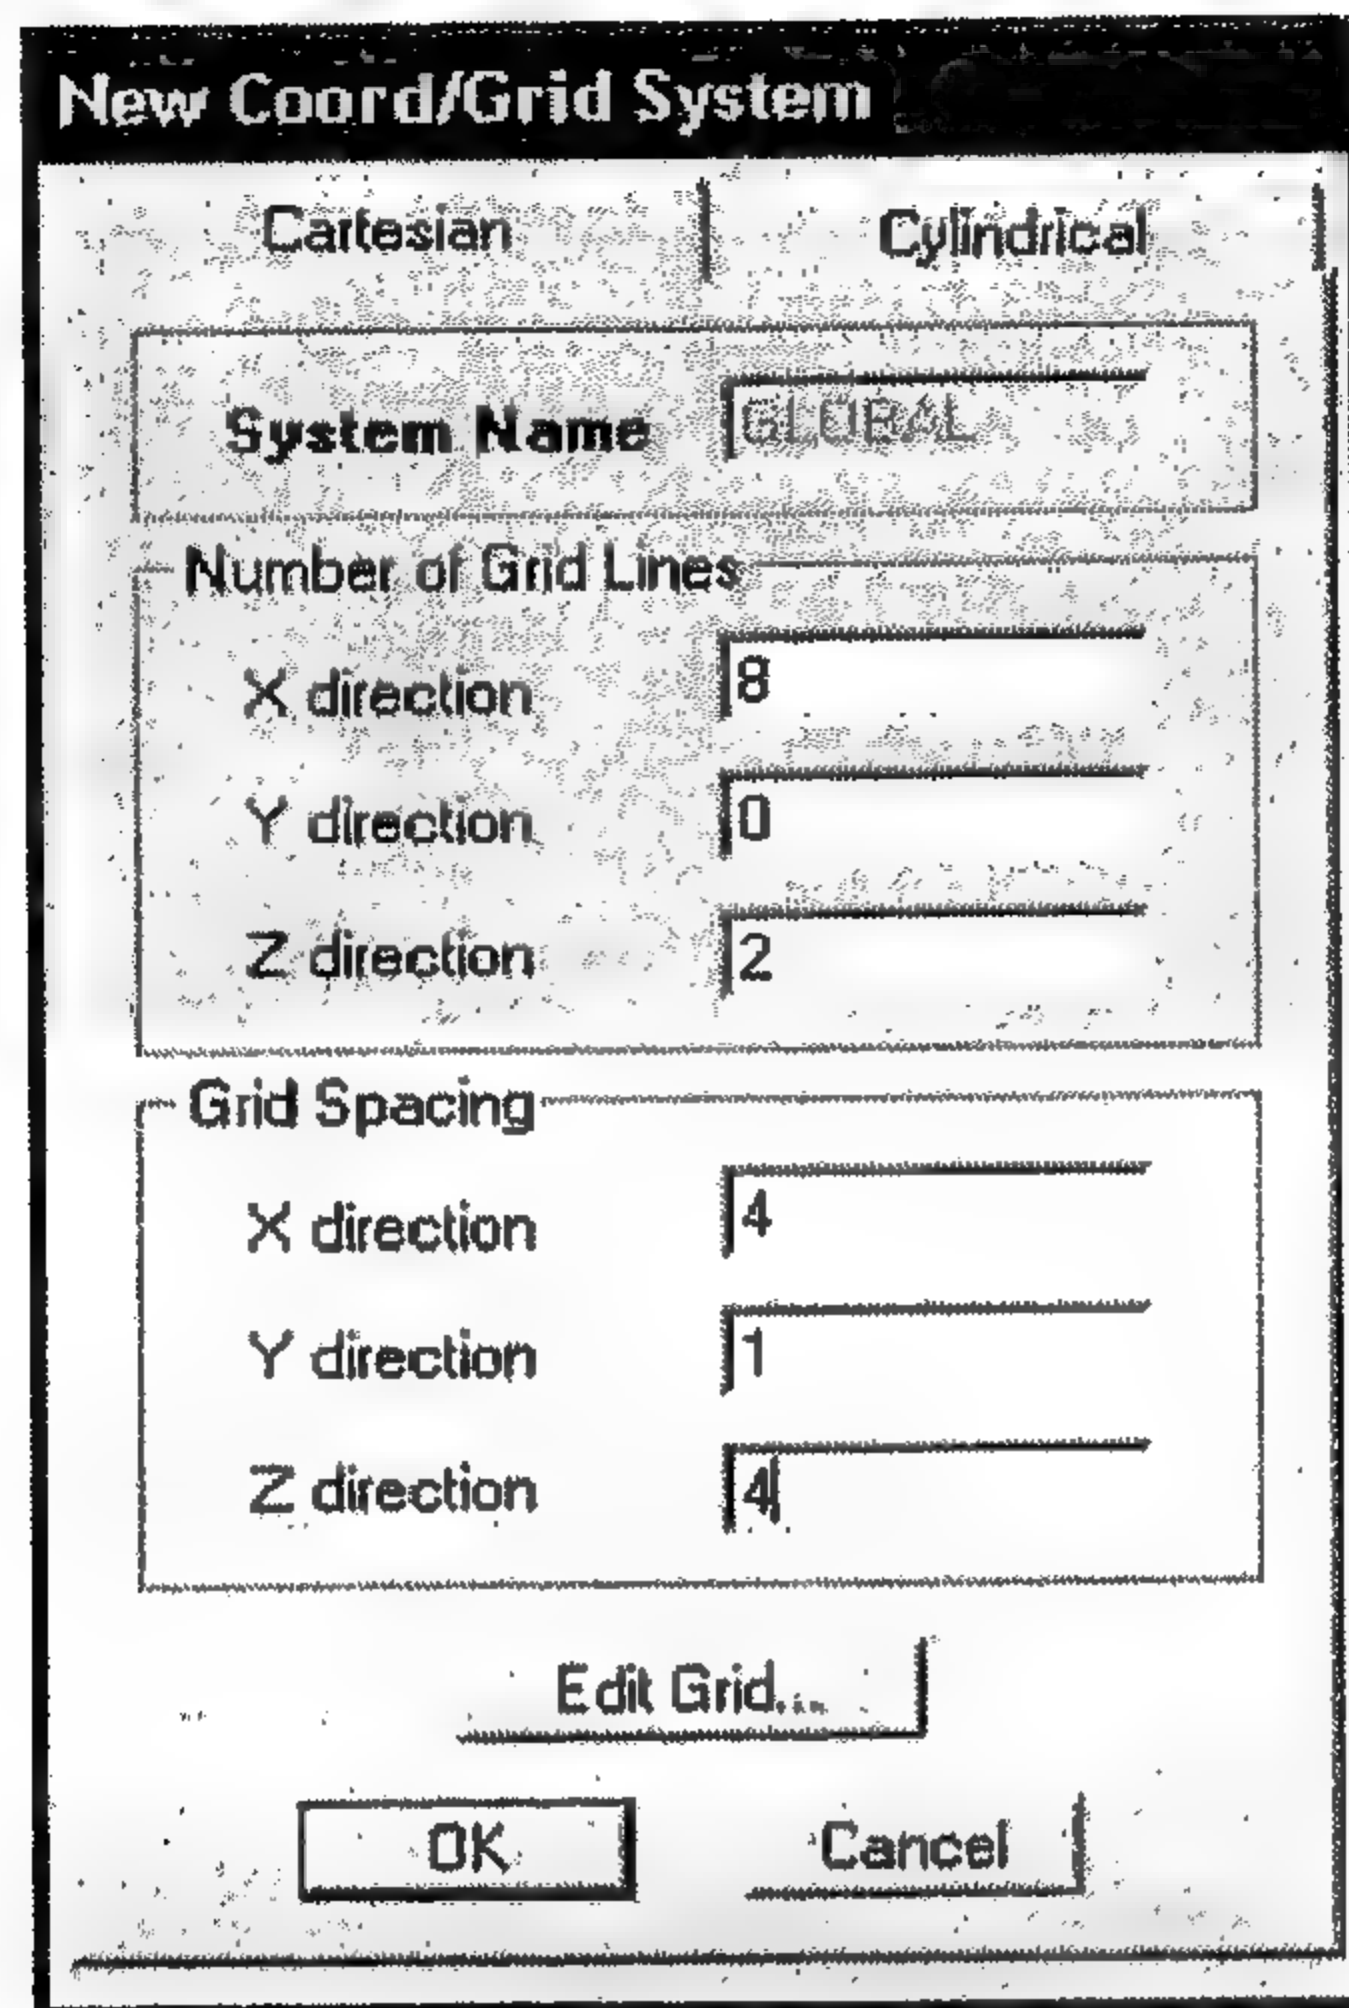 New Coord/Grid System
Cartesian
Cylindrical
System Name
GLOBAL
Number of Grid Lines
X direction
8
Y direction
0
Z direction
2
Grid Spacing
X direction
4
Y direction
1
Z direction
4
Edit Grid...
OK
Cancel